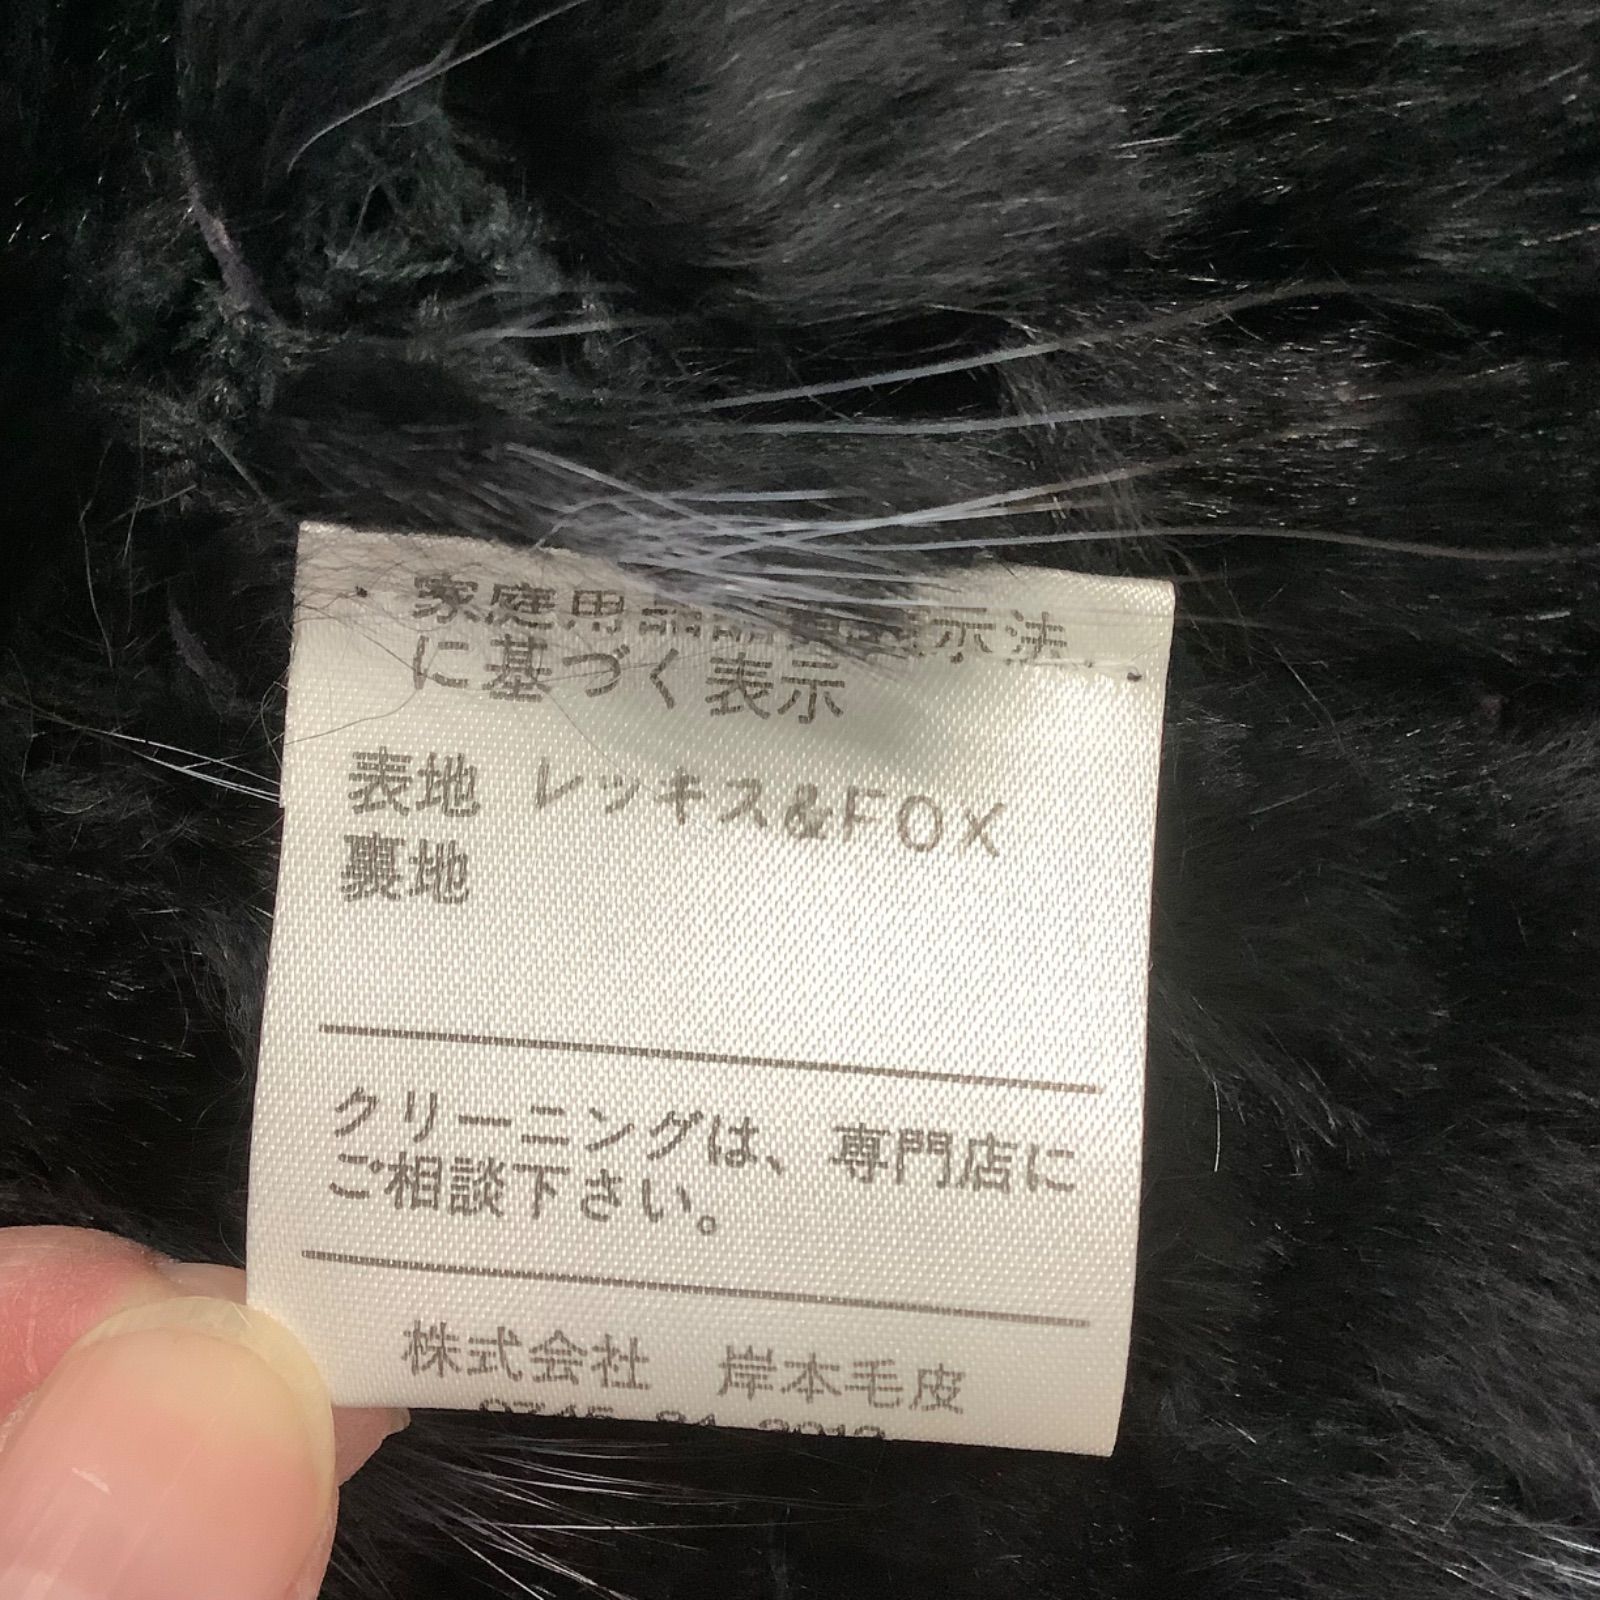 家庭用品品質表示法
に基づく表示
表地 レッキス&FOX
裏地
クリーニングは、専門店に
ご相談下さい。
株式会社 岸本毛皮